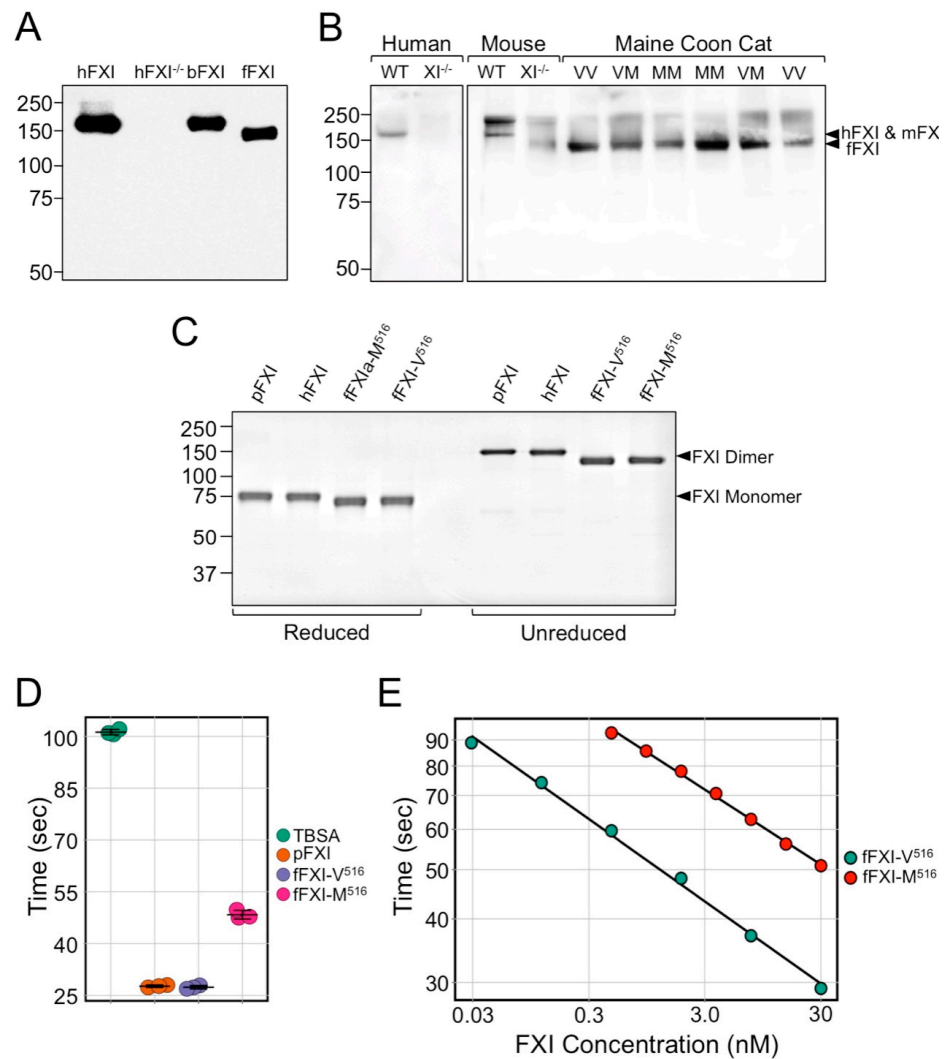 A
hFXI hFXI-/- bFXI fFXI
250
150
100
75
50
B
Human Mouse Maine Coon Cat
WT XI-/- WT XI-/- VV VM MM MM VM VV
250
150
100
75
50
hFXI & mFX
fFXI
C
pFXI hFXI fFXIa-M516 fFXI-V516 pFXI hFXI fFXI-V516 fFXI-M516
250
150
100
75
50
37
FXI Dimer
FXI Monomer
Reduced Unreduced
D
Time (sec)
100
85
70
55
40
25
TBSA
pFXI
fFXI-V516
fFXI-M516
E
Time (sec)
90
80
70
60
50
40
30
0.03 0.3 3.0 30
FXI Concentration (nM)
fFXI-V516
fFXI-M516